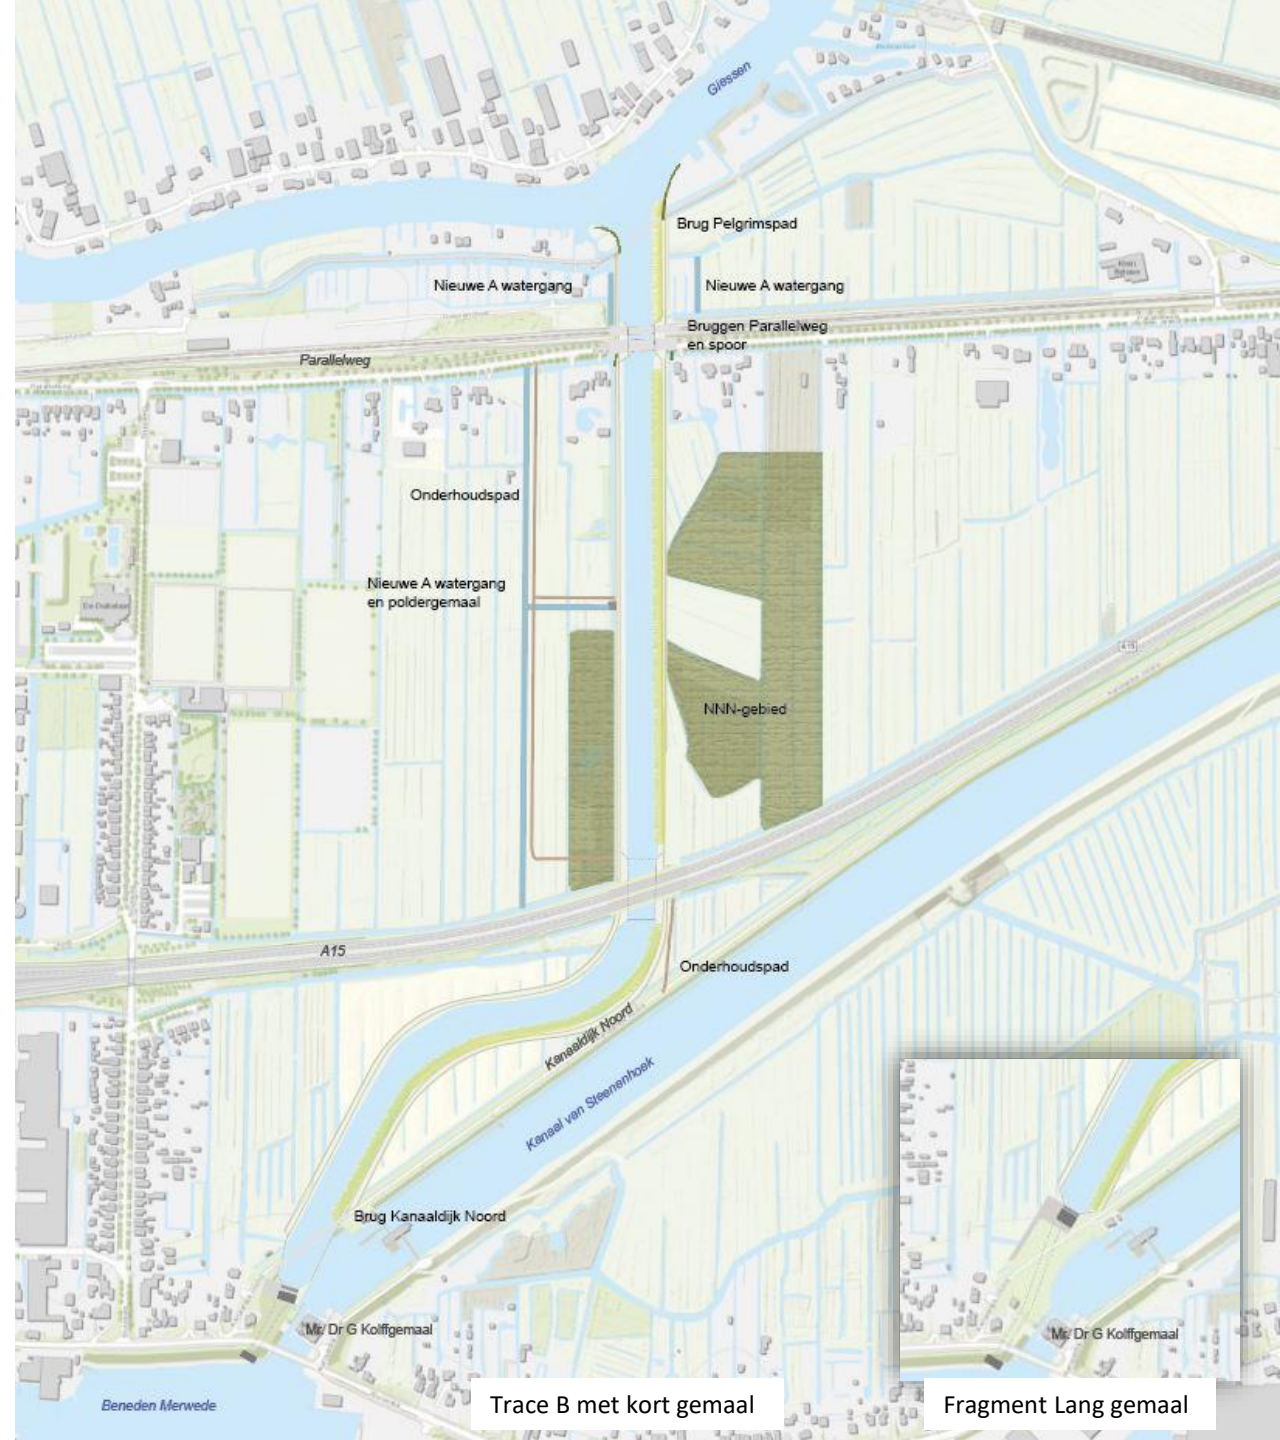 Giessen
Brug Pelgrimspad
Nieuwe A watergang
Nieuwe A watergang
Bruggen Parallelweg
en spoor
Parallelweg
Onderhoudspad
Nieuwe A watergang
en poldergemaal
NNN-gebied
A15
A15
Onderhoudspad
Kanaaldijk Noord
Kanaal van Steenenhoek
Brug Kanaaldijk Noord
Mr. Dr G Kolffgemaal
Mr. Dr G Kolffgemaal
Beneden Merwede
Trace B met kort gemaal
Fragment Lang gemaal